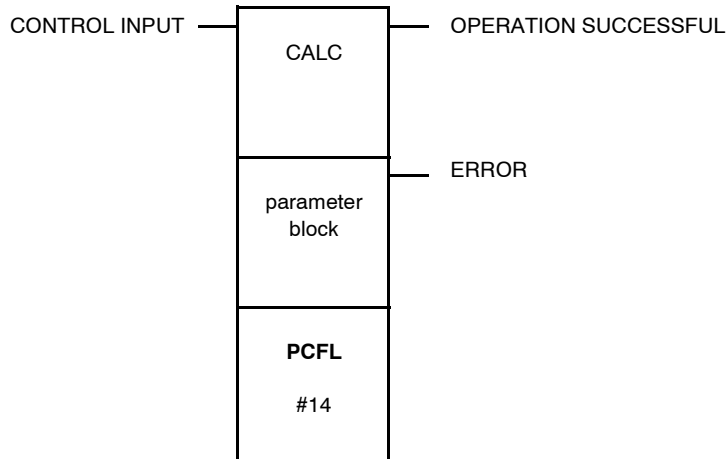 CONTROL INPUT
OPERATION SUCCESSFUL
CALC
ERROR
parameter
block
PCFL
#14